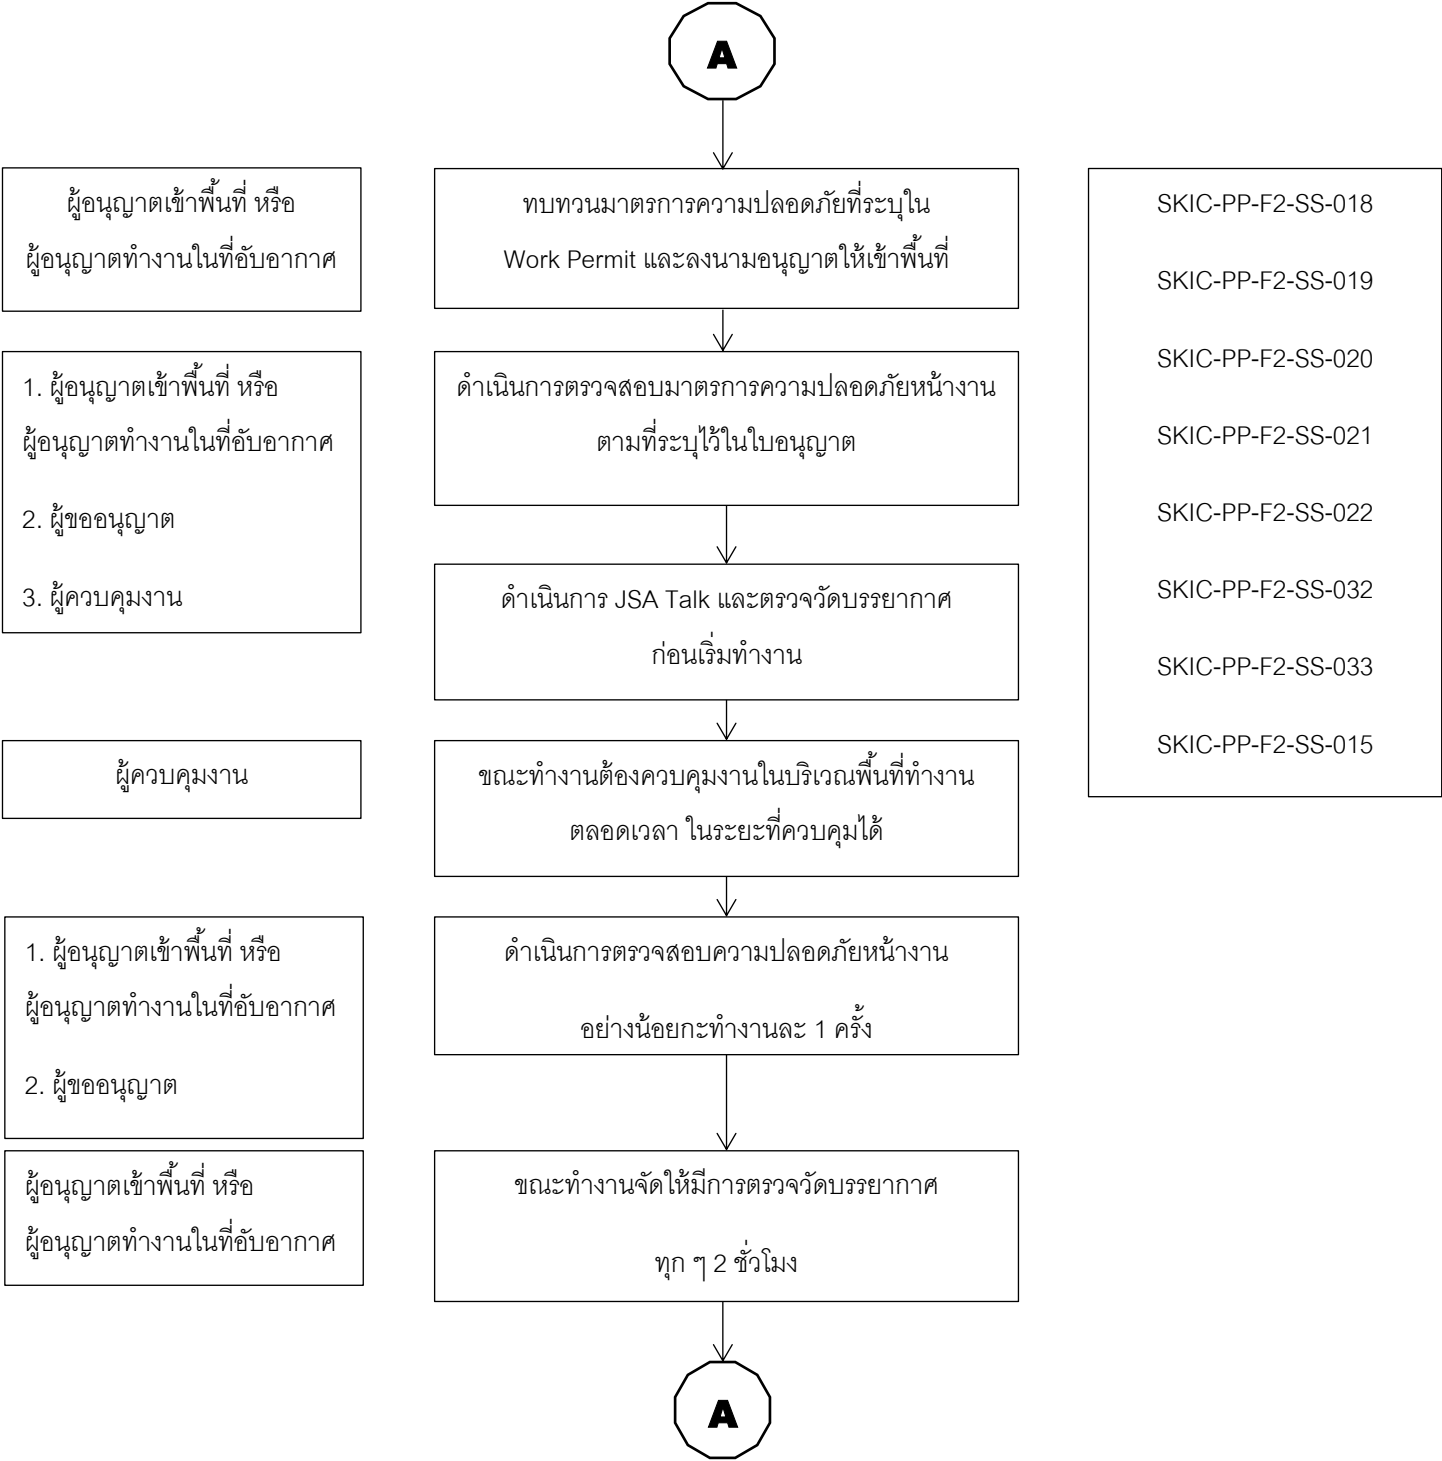 A
ผู้อนุญาตเข้าพื้นที่ หรือ
ผู้อนุญาตทำงานในที่อับอากาศ
ทบทวนมาตรการความปลอดภัยที่ระบุใน
Work Permit และลงนามอนุญาตให้เข้าพื้นที่
1. ผู้อนุญาตเข้าพื้นที่ หรือ
ผู้อนุญาตทำงานในที่อับอากาศ
2. ผู้ขออนุญาต
3. ผู้ควบคุมงาน
ดำเนินการตรวจสอบมาตรการความปลอดภัยหน้างาน
ตามที่ระบุไว้ในใบอนุญาต
ดำเนินการ JSA Talk และตรวจวัดบรรยากาศ
ก่อนเริ่มทำงาน
ผู้ควบคุมงาน
ขณะทำงานต้องควบคุมงานในบริเวณพื้นที่ทำงาน
ตลอดเวลา ในระยะที่ควบคุมได้
1. ผู้อนุญาตเข้าพื้นที่ หรือ
ผู้อนุญาตทำงานในที่อับอากาศ
2. ผู้ขออนุญาต
ดำเนินการตรวจสอบความปลอดภัยหน้างาน
อย่างน้อยกะทำงานละ 1 ครั้ง
ผู้อนุญาตเข้าพื้นที่ หรือ
ผู้อนุญาตทำงานในที่อับอากาศ
ขณะทำงานจัดให้มีการตรวจวัดบรรยากาศ
ทุก ๆ 2 ชั่วโมง
SKIC-PP-F2-SS-018
SKIC-PP-F2-SS-019
SKIC-PP-F2-SS-020
SKIC-PP-F2-SS-021
SKIC-PP-F2-SS-022
SKIC-PP-F2-SS-032
SKIC-PP-F2-SS-033
SKIC-PP-F2-SS-015
A